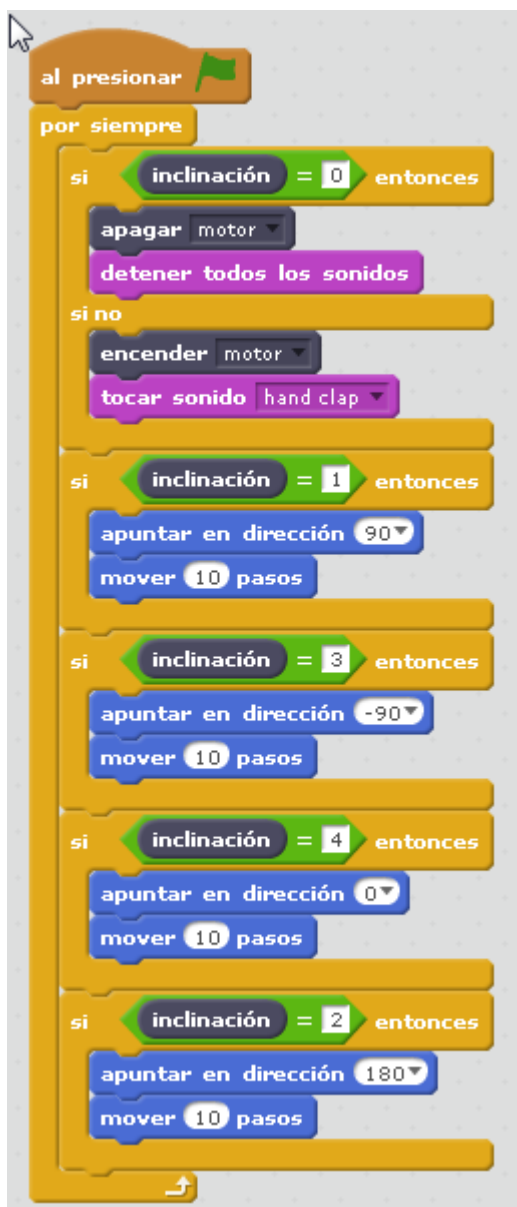 al presionar
por siempre
si inclinación = 0 entonces
apagar motor
detener todos los sonidos
si no
encender motor
tocar sonido hand clap
si inclinación = 1 entonces
apuntar en dirección 90
mover 10 pasos
si inclinación = 3 entonces
apuntar en dirección -90
mover 10 pasos
si inclinación = 4 entonces
apuntar en dirección 0
mover 10 pasos
si inclinación = 2 entonces
apuntar en dirección 180
mover 10 pasos